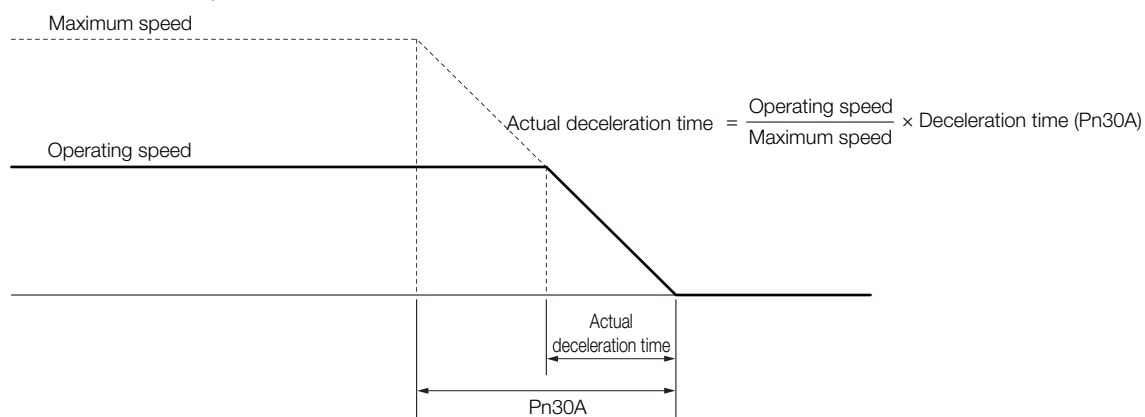 Maximum speed
Actual deceleration time = Operating speed / Maximum speed × Deceleration time (Pn30A)
Operating speed
Actual
deceleration time
Pn30A